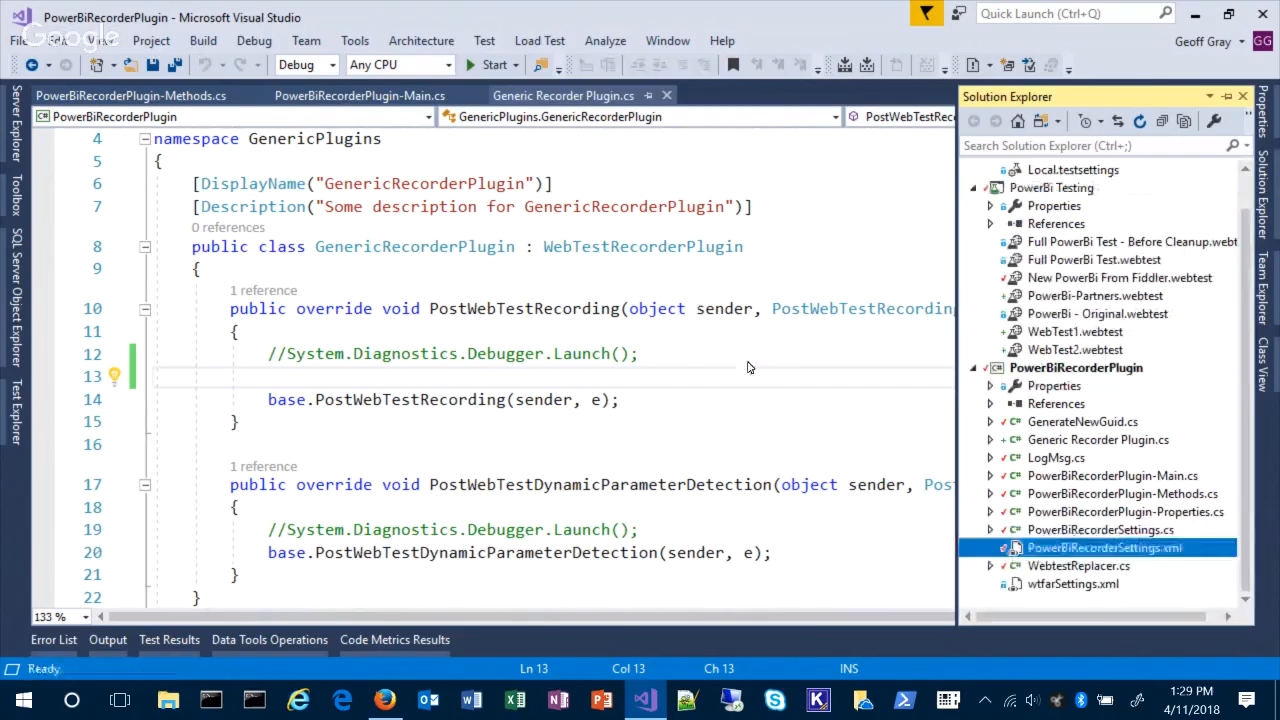 PowerBiRecorderPlugin - Microsoft Visual Studio
Quick Launch (Ctrl+Q)
Google
File Project Build Debug Team Tools Architecture Test Load Test Analyze Window Help
Geoff Gray GG
Debug Any CPU Start
PowerBiRecorderPlugin-Methods.cs PowerBiRecorderPlugin-Main.cs Generic Recorder Plugin.cs
PowerBiRecorderPlugin GenericPlugins.GenericRecorderPlugin PostWebTestReco
4 namespace GenericPlugins
5 {
6 [DisplayName("GenericRecorderPlugin")]
7 [Description("Some description for GenericRecorderPlugin")]
0 references
8 public class GenericRecorderPlugin : WebTestRecorderPlugin
9 {
1 reference
10 public override void PostWebTestRecording(object sender, PostWebTestRecording
11 {
12 //System.Diagnostics.Debugger.Launch();
13
14 base.PostWebTestRecording(sender, e);
15 }
16
1 reference
17 public override void PostWebTestDynamicParameterDetection(object sender, Post
18 {
19 //System.Diagnostics.Debugger.Launch();
20 base.PostWebTestDynamicParameterDetection(sender, e);
21 }
22 }
133 %
Server Explorer
Toolbox
SQL Server Object Explorer
Test Explorer
Solution Explorer
Search Solution Explorer (Ctrl+;)
Local.testsettings
PowerBi Testing
Properties
References
Full PowerBi Test - Before Cleanup.webt
Full PowerBi Test.webtest
New PowerBi From Fiddler.webtest
PowerBi-Partners.webtest
PowerBi - Original.webtest
WebTest1.webtest
WebTest2.webtest
PowerBiRecorderPlugin
Properties
References
GenerateNewGuid.cs
Generic Recorder Plugin.cs
LogMsg.cs
PowerBiRecorderPlugin-Main.cs
PowerBiRecorderPlugin-Methods.cs
PowerBiRecorderPlugin-Properties.cs
PowerBiRecorderSettings.cs
PowerBiRecorderSettings.xml
WebtestReplacer.cs
wtfarSettings.xml
Properties
Solution Explorer
Team Explorer
Class View
Error List Output Test Results Data Tools Operations Code Metrics Results
Ready Ln 13 Col 13 Ch 13 INS
1:29 PM
4/11/2018